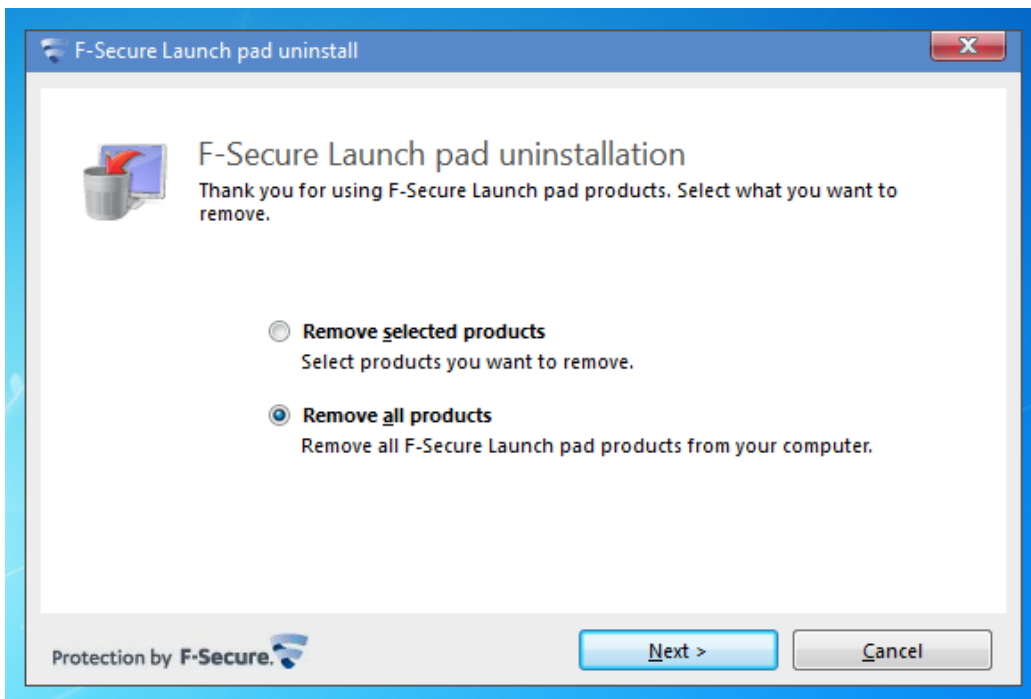 F-Secure Launch pad uninstall
F-Secure Launch pad uninstallation
Thank you for using F-Secure Launch pad products. Select what you want to
remove.
Remove selected products
Select products you want to remove.
Remove all products
Remove all F-Secure Launch pad products from your computer.
Protection by F-Secure.
Next >
Cancel